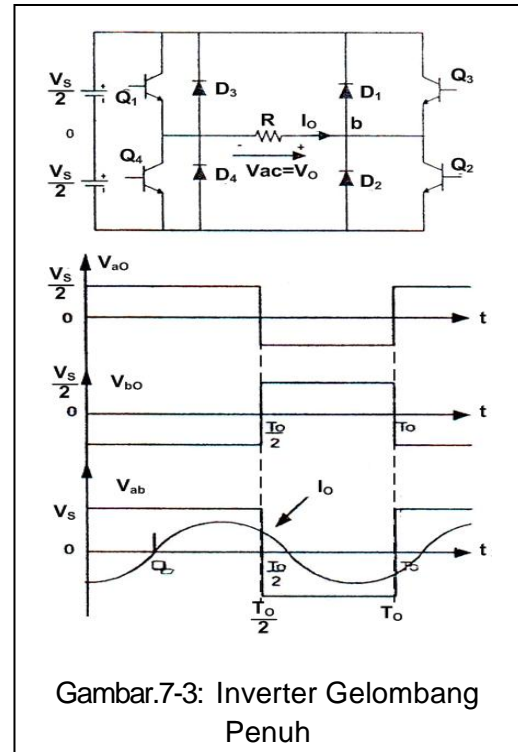 Vs/2
Q1
D3
D1
Q3
0
R
Io
b
Vs/2
Q4
D4
- +
Vac=Vo
D2
Q2
VaO
Vs/2
0
t
Vs/2
VbO
0
To/2
To
t
Vab
Io
Vs
0
To/2
To
t
To/2
To
Gambar.7-3: Inverter Gelombang
Penuh